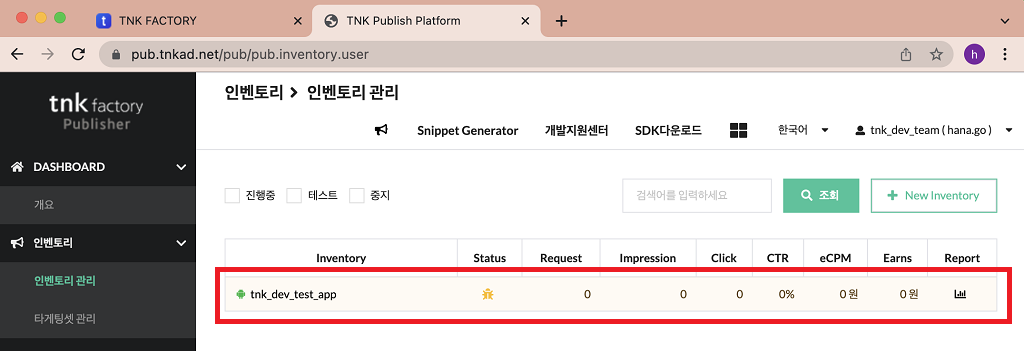 TNK FACTORY
TNK Publish Platform
pub.tnkad.net/pub/pub.inventory.user
h
tnk factory
Publisher
DASHBOARD
개요
인벤토리
인벤토리 관리
타게팅셋 관리
인벤토리 > 인벤토리 관리
Snippet Generator 개발지원센터 SDK다운로드 한국어 tnk_dev_team ( hana.go )
진행중 테스트 중지 검색어를 입력하세요 조회 New Inventory
Inventory Status Request Impression Click CTR eCPM Earns Report
tnk_dev_test_app 0 0 0 0% 0 원 0 원